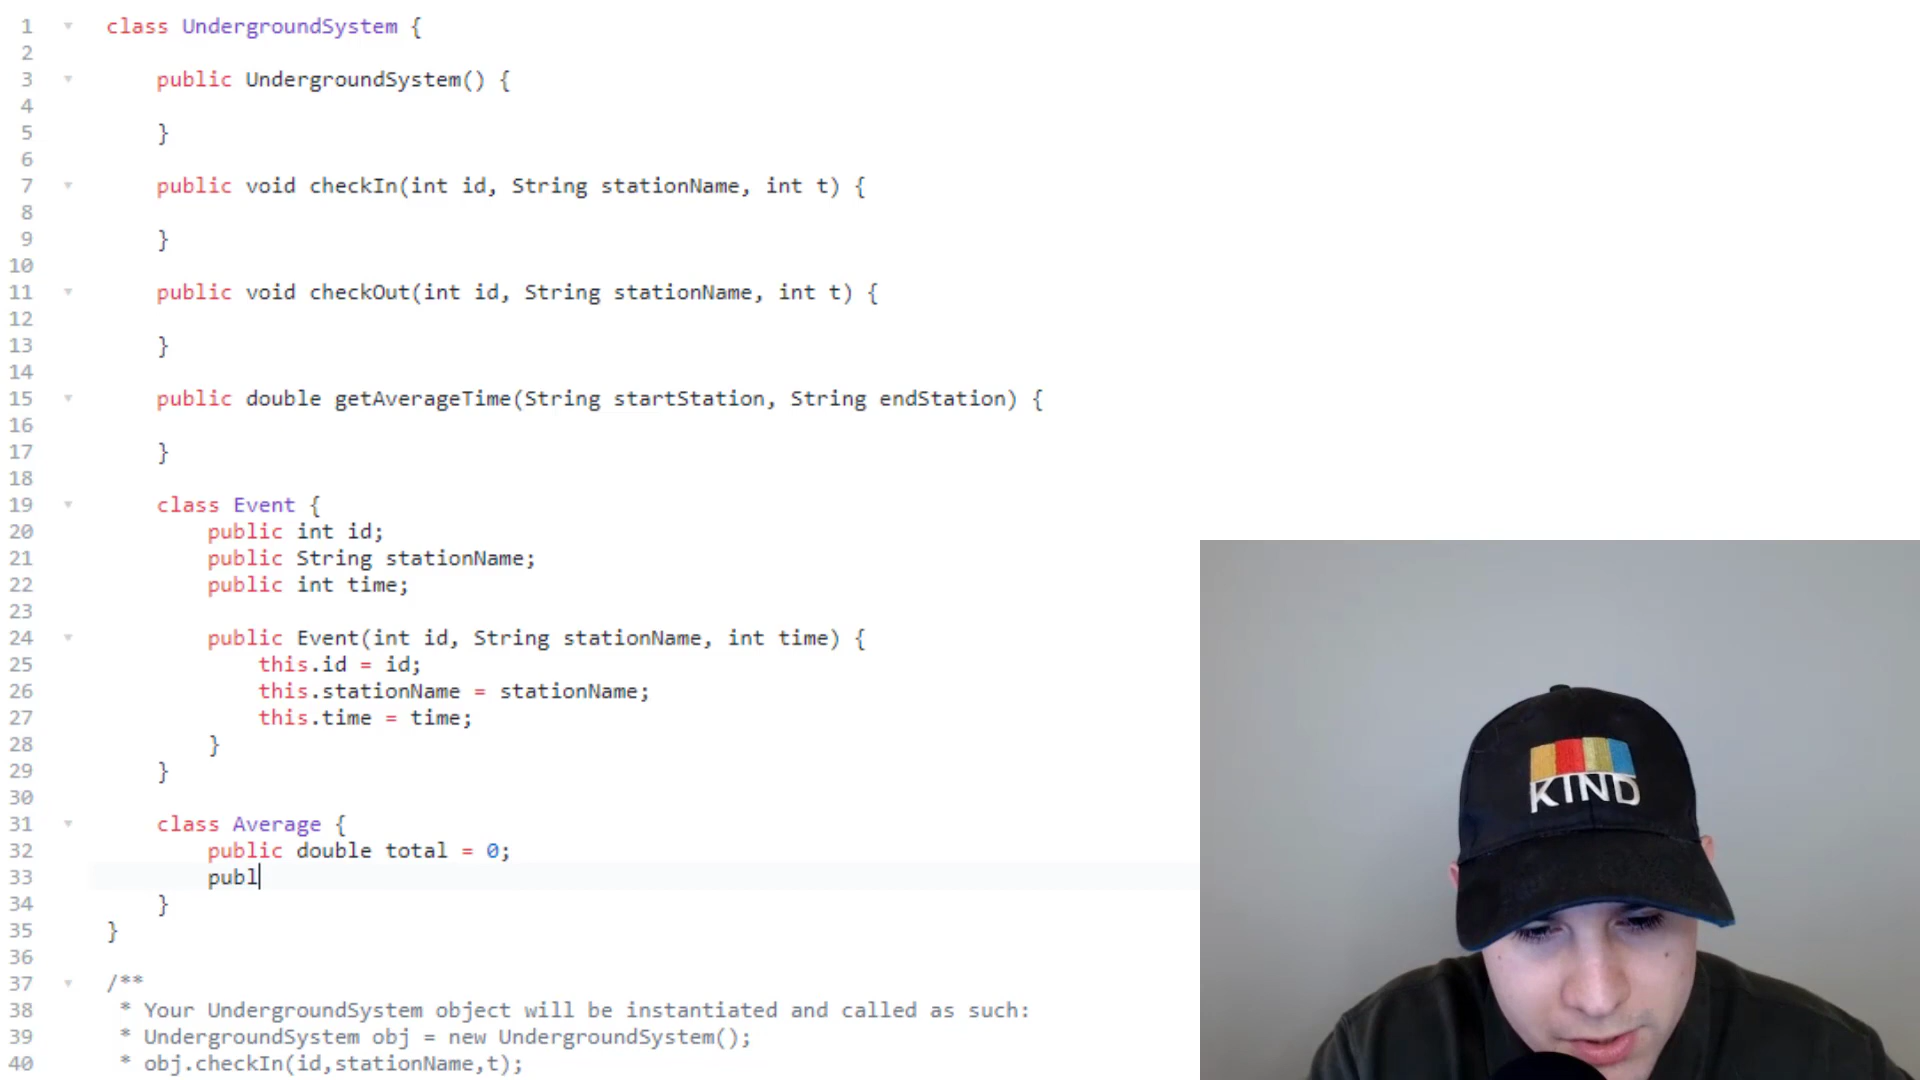 1 class UndergroundSystem {
2
3 public UndergroundSystem() {
4
5 }
6
7 public void checkIn(int id, String stationName, int t) {
8
9 }
10
11 public void checkOut(int id, String stationName, int t) {
12
13 }
14
15 public double getAverageTime(String startStation, String endStation) {
16
17 }
18
19 class Event {
20 public int id;
21 public String stationName;
22 public int time;
23
24 public Event(int id, String stationName, int time) {
25 this.id = id;
26 this.stationName = stationName;
27 this.time = time;
28 }
29 }
30
31 class Average {
32 public double total = 0;
33 publ
34 }
35 }
36
37 /**
38 * Your UndergroundSystem object will be instantiated and called as such:
39 * UndergroundSystem obj = new UndergroundSystem();
40 * obj.checkIn(id,stationName,t);
KIND